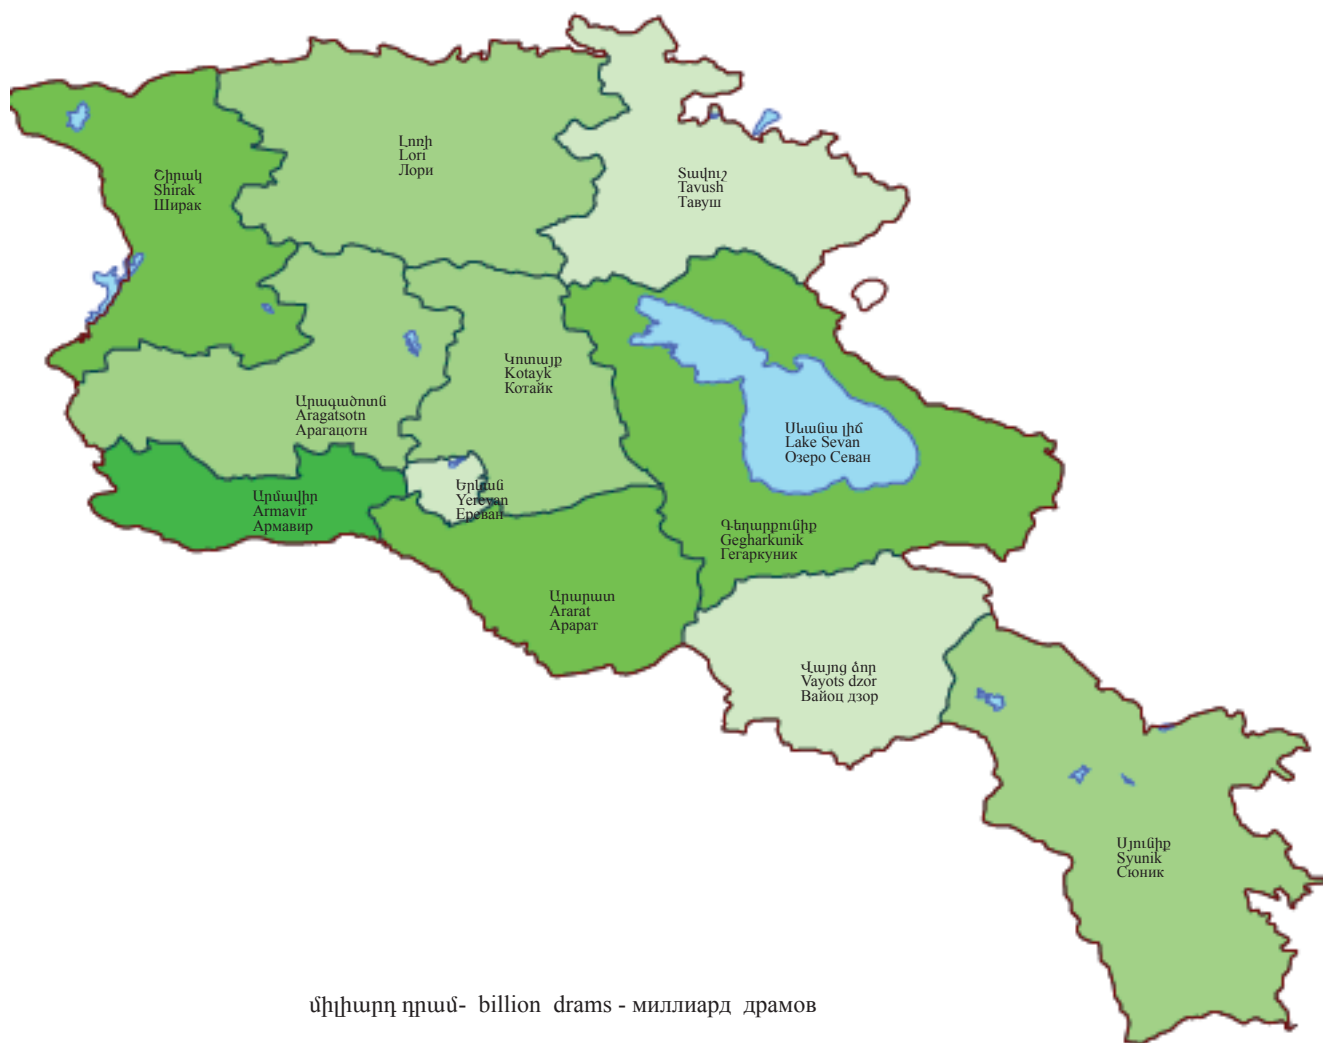 Լոռի
Lori
Лори
Շիրակ
Shirak
Ширак
Տավուշ
Tavush
Тавуш
Կոտայք
Kotayk
Котайк
Արագածոտն
Aragatsotn
Арагацотн
Սևանա լիճ
Lake Sevan
Озеро Севан
Երևան
Yerevan
Ереван
Արմավիր
Armavir
Армавир
Գեղարքունիք
Gegharkunik
Гегаркуник
Արարատ
Ararat
Арарат
Վայոց ձոր
Vayots dzor
Вайоц дзор
Սյունիք
Syunik
Сюник
միլիարդ դրամ- billion drams - миллиард драмов